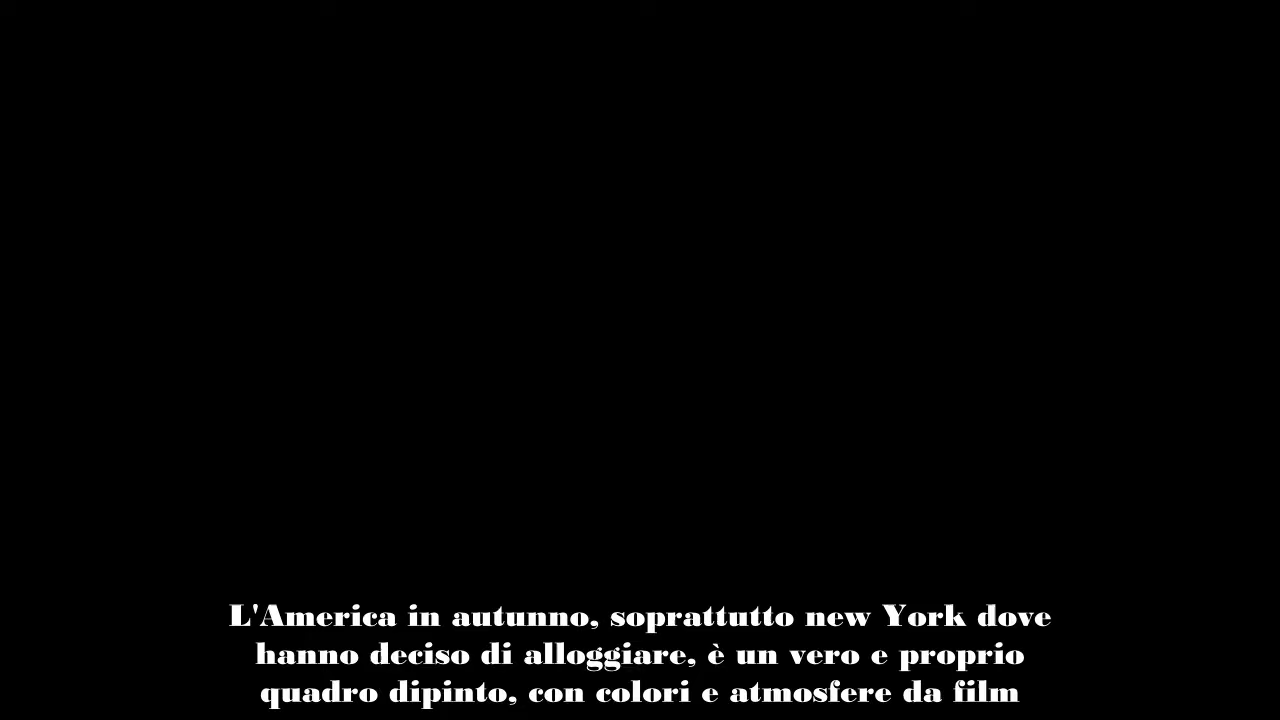 L'America in autunno, soprattutto new York dove
hanno deciso di alloggiare, è un vero e proprio
quadro dipinto, con colori e atmosfere da film